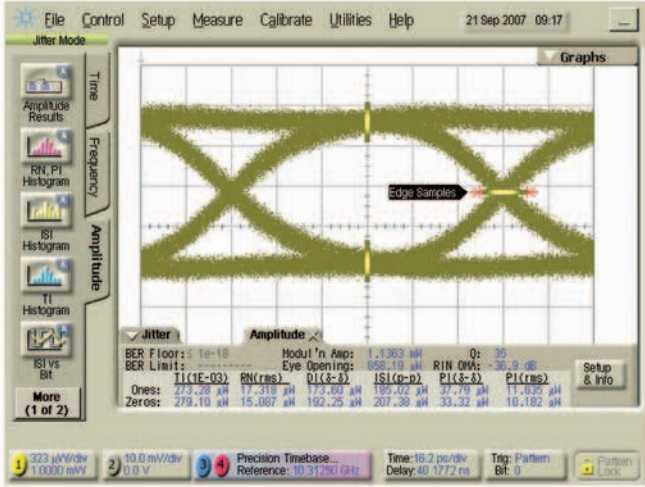 File Control Setup Measure Calibrate Utilities Help 21 Sep 2007 09:17
Jitter Mode
Graphs
Amplitude
Results
RN, PI
Histogram
ISI
Histogram
TI
Histogram
ISI vs
Bit
More
(1 of 2)
Time
Frequency
Amplitude
Edge Samples
Jitter Amplitude
BER Floor: ≤ 1e-18 Modul'n Amp: 1.1363 mW Q: 35
BER Limit: Eye Opening: 858.19 µW RIN OMA: -36.9 dB
TI(1E-03) RN(rms) DI(δ-δ) ISI(p-p) PI(δ-δ) PI(rms)
Ones: 273.28 µW 17.318 µW 173.60 µW 185.02 µW 37.79 µW 11.635 µW
Zeros: 279.10 µW 15.087 µW 192.25 µW 207.38 µW 33.32 µW 10.182 µW
Setup
& Info
1 323 µW/div 2 10.0 mV/div 3 4 Precision Timebase... Time:16.2 ps/div Trig: Pattern Pattern
1.0000 mW 0.0 V Reference: 10.31250 GHz Delay:40.1772 ns Bit: 0 Lock